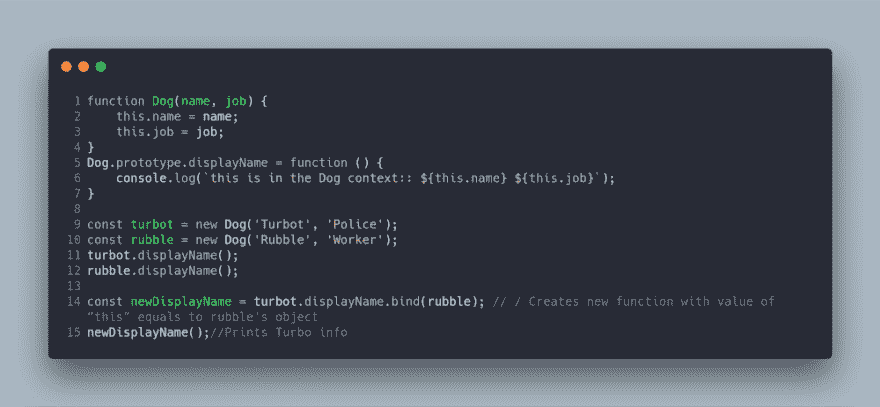 1 function Dog(name, job) {
2     this.name = name;
3     this.job = job;
4 }
5 Dog.prototype.displayName = function () {
6     console.log(`this is in the Dog context:: ${this.name} ${this.job}`);
7 }
8
9 const turbot = new Dog('Turbot', 'Police');
10 const rubble = new Dog('Rubble', 'Worker');
11 turbot.displayName();
12 rubble.displayName();
13
14 const newDisplayName = turbot.displayName.bind(rubble); // / Creates new function with value of
“this” equals to rubble's object
15 newDisplayName();//Prints Turbo info